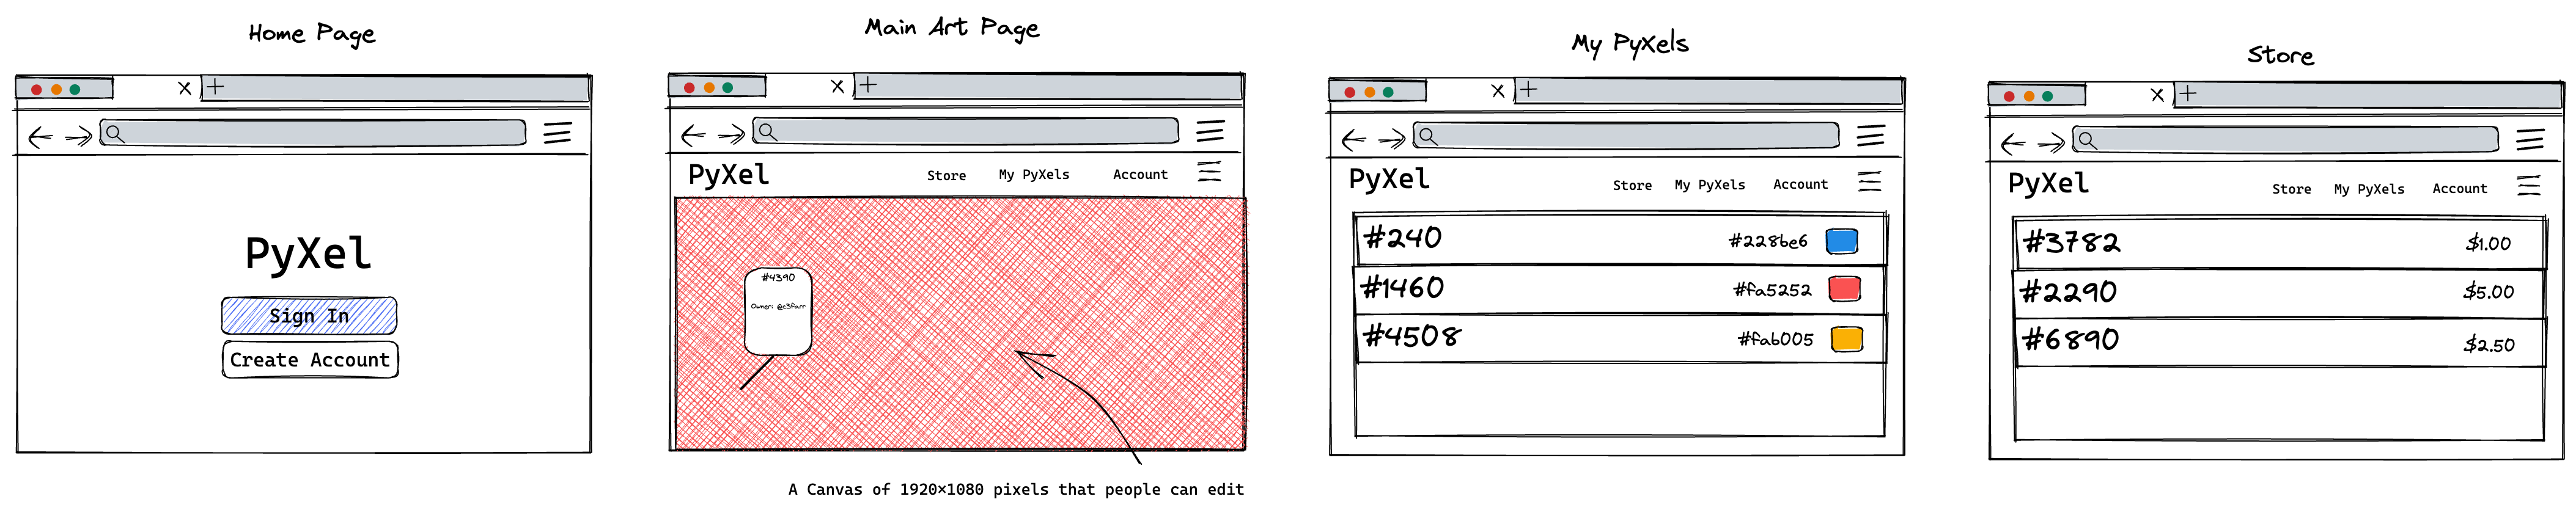 Home Page
PyXel
Sign In
Create Account
Main Art Page
PyXel Store My PyXels Account
#4390
Owner: @c3farr
A Canvas of 1920×1080 pixels that people can edit
My PyXels
PyXel Store My PyXels Account
#240 #228be6
#1460 #fa5252
#4508 #fab005
Store
PyXel Store My PyXels Account
#3782 $1.00
#2290 $5.00
#6890 $2.50